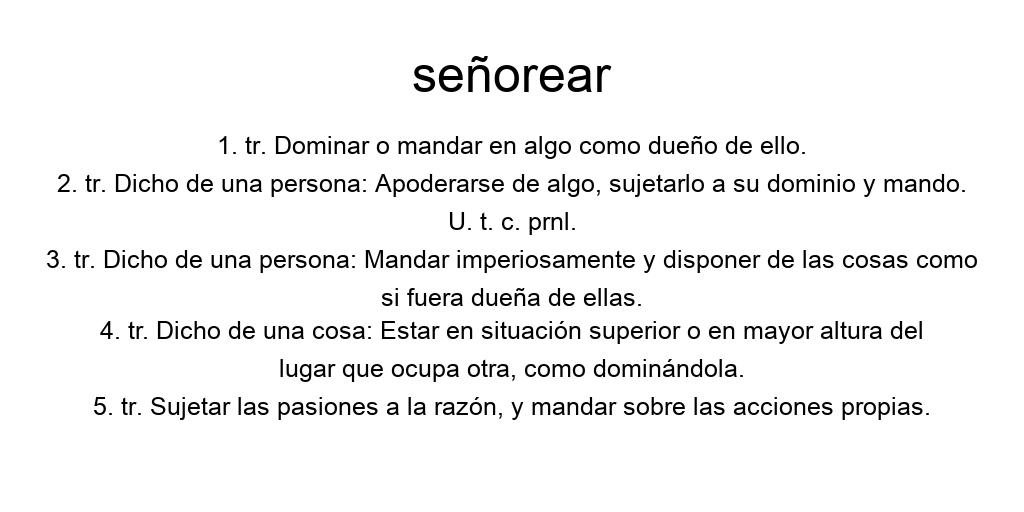 señorear
1. tr. Dominar o mandar en algo como dueño de ello.
2. tr. Dicho de una persona: Apoderarse de algo, sujetarlo a su dominio y mando.
U. t. c. prnl.
3. tr. Dicho de una persona: Mandar imperiosamente y disponer de las cosas como
si fuera dueña de ellas.
4. tr. Dicho de una cosa: Estar en situación superior o en mayor altura del
lugar que ocupa otra, como dominándola.
5. tr. Sujetar las pasiones a la razón, y mandar sobre las acciones propias.